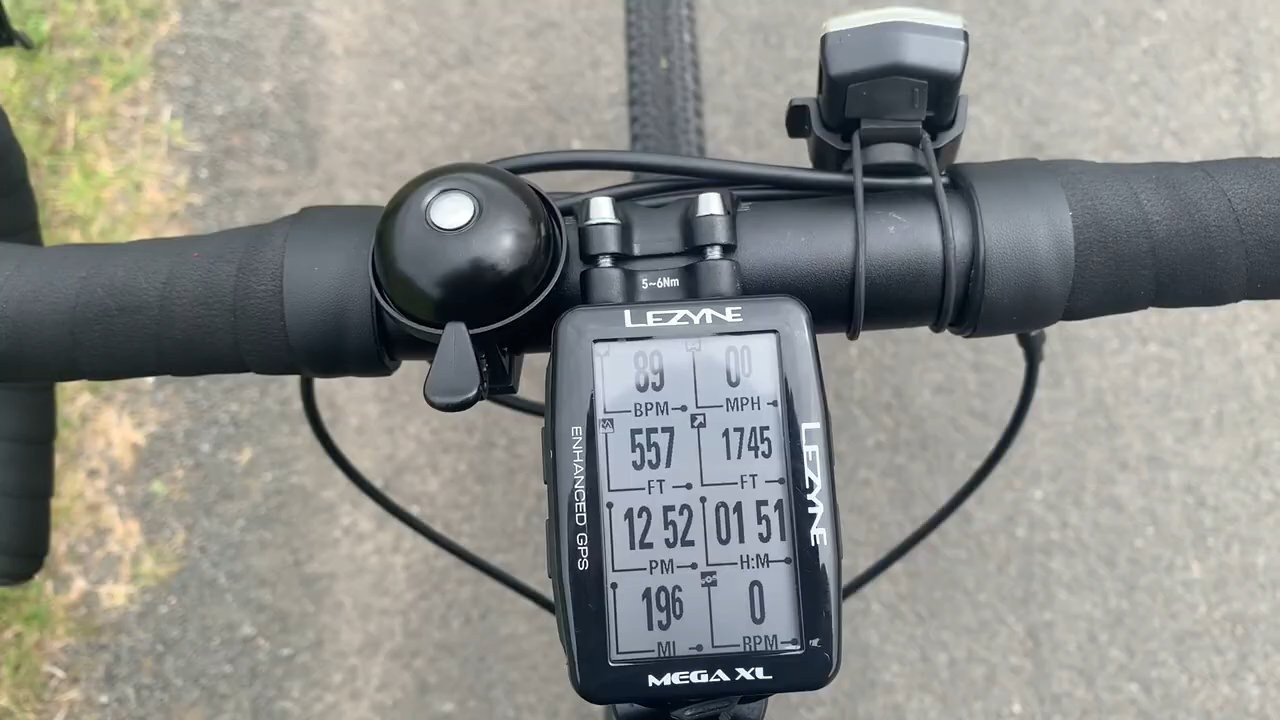 5~6Nm
LEZYNE
89 00
BPM MPH
557 1745
FT FT
12 52 01 51
PM H:M
196 0
MI RPM
MEGA XL
ENHANCED GPS
LEZYNE